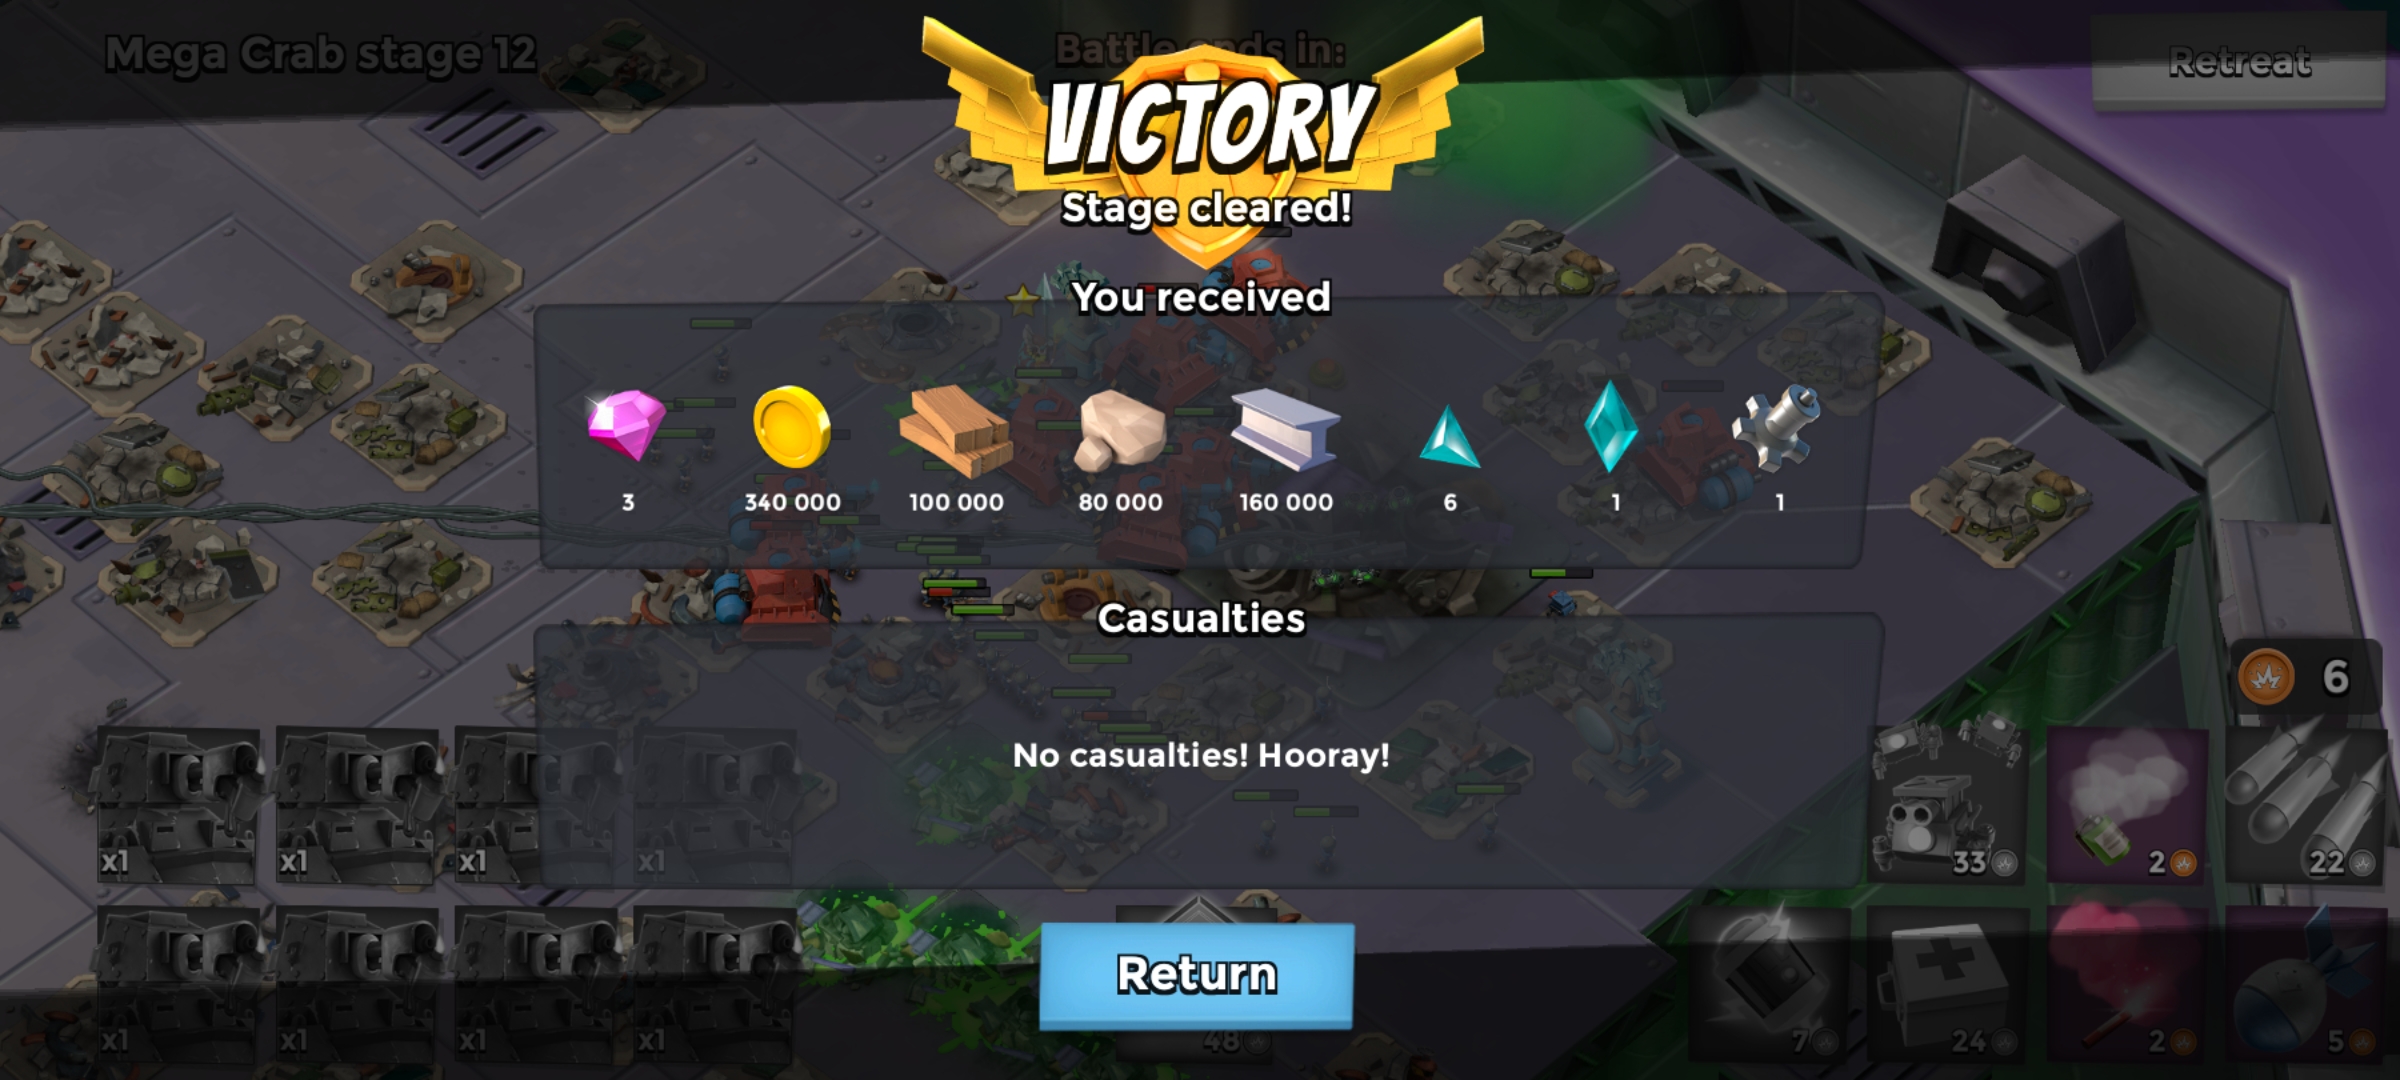 Mega Crab stage 12
Battle ends in:
Retreat
VICTORY
Stage cleared!
You received
3
340 000
100 000
80 000
160 000
6
1
1
Casualties
No casualties! Hooray!
6
x1
x1
x1
x1
33
2
22
Return
x1
x1
x1
x1
48
7
24
2
5